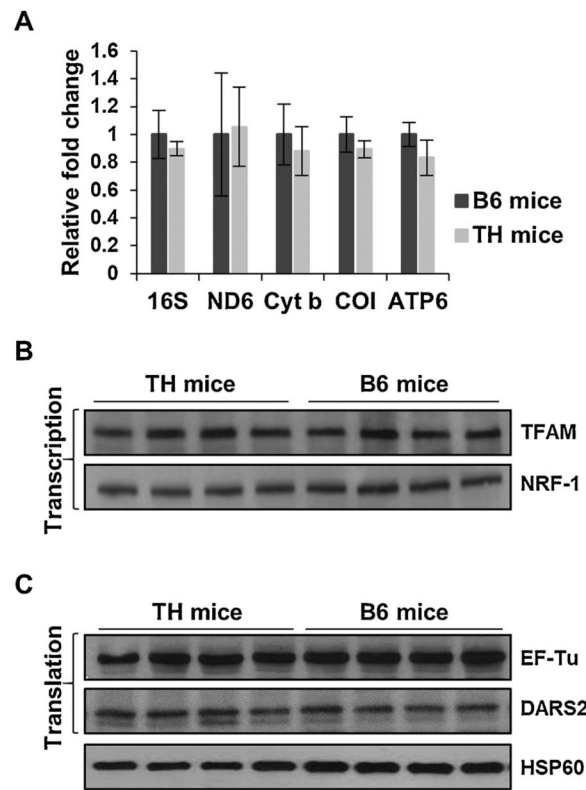 A
Relative fold change
1.6
1.4
1.2
1
0.8
0.6
0.4
0.2
0
16S ND6 Cyt b COI ATP6
B6 mice
TH mice
B
TH mice B6 mice
Transcription
TFAM
NRF-1
C
TH mice B6 mice
Translation
EF-Tu
DARS2
HSP60